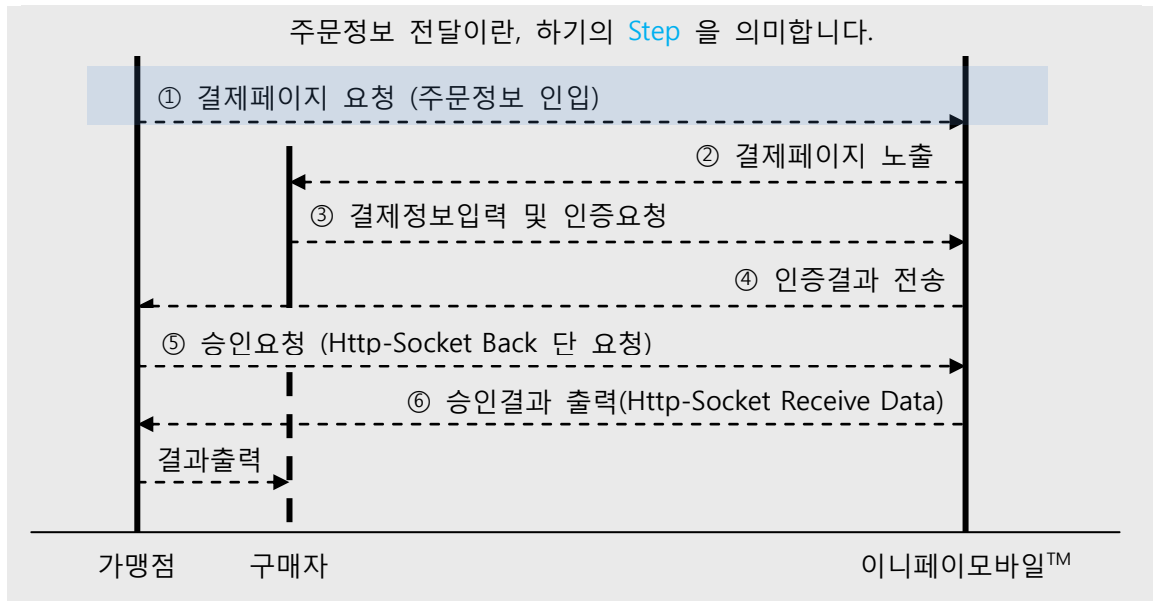 주문정보 전달이란, 하기의 Step 을 의미합니다.
① 결제페이지 요청 (주문정보 인입)
② 결제페이지 노출
③ 결제정보입력 및 인증요청
④ 인증결과 전송
⑤ 승인요청 (Http-Socket Back 단 요청)
⑥ 승인결과 출력(Http-Socket Receive Data)
결과출력
가맹점 구매자 이니페이모바일TM